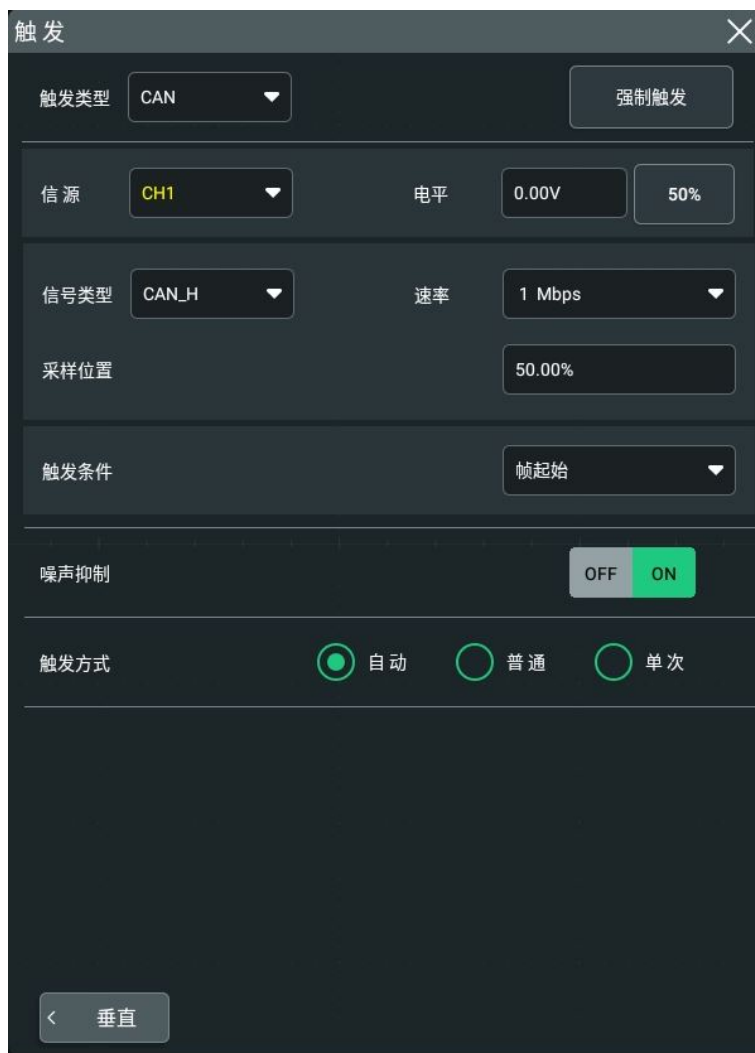 触发
触发类型 CAN 强制触发
信源 CH1 电平 0.00V 50%
信号类型 CAN_H 速率 1 Mbps
采样位置 50.00%
触发条件 帧起始
噪声抑制 OFF ON
触发方式 自动 普通 单次
垂直